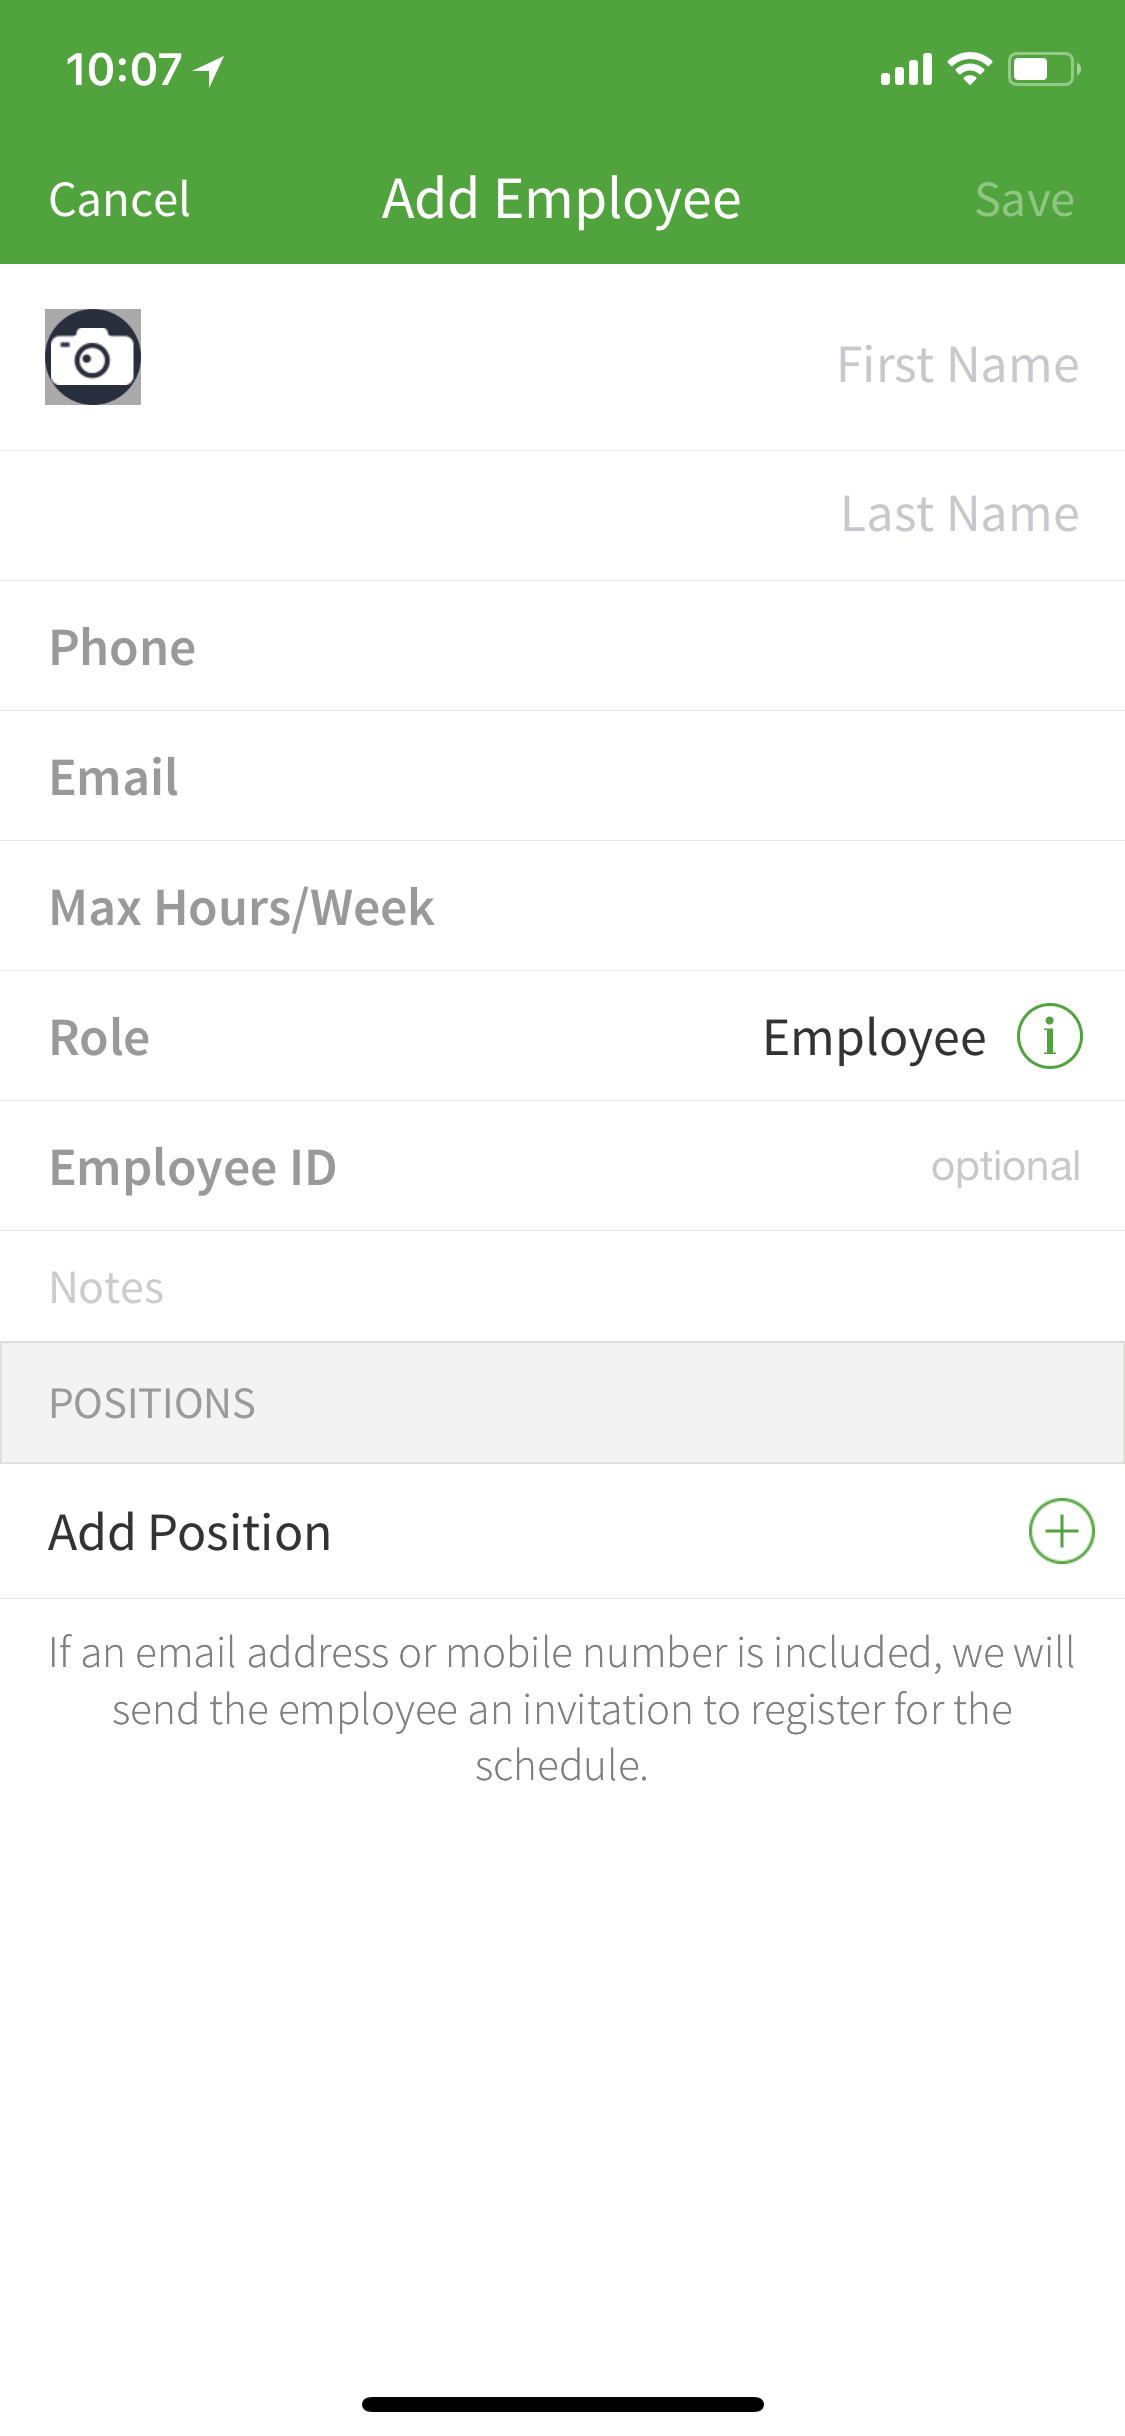 10:07
Cancel Add Employee Save
First Name
Last Name
Phone
Email
Max Hours/Week
Role Employee i
Employee ID optional
Notes
POSITIONS
Add Position
If an email address or mobile number is included, we will
send the employee an invitation to register for the
schedule.